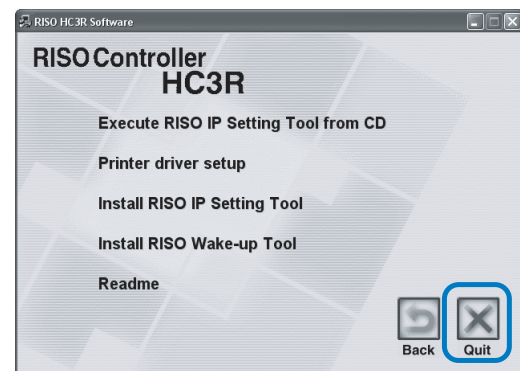 RISO HC3R Software
RISO Controller
HC3R
Execute RISO IP Setting Tool from CD
Printer driver setup
Install RISO IP Setting Tool
Install RISO Wake-up Tool
Readme
Back Quit